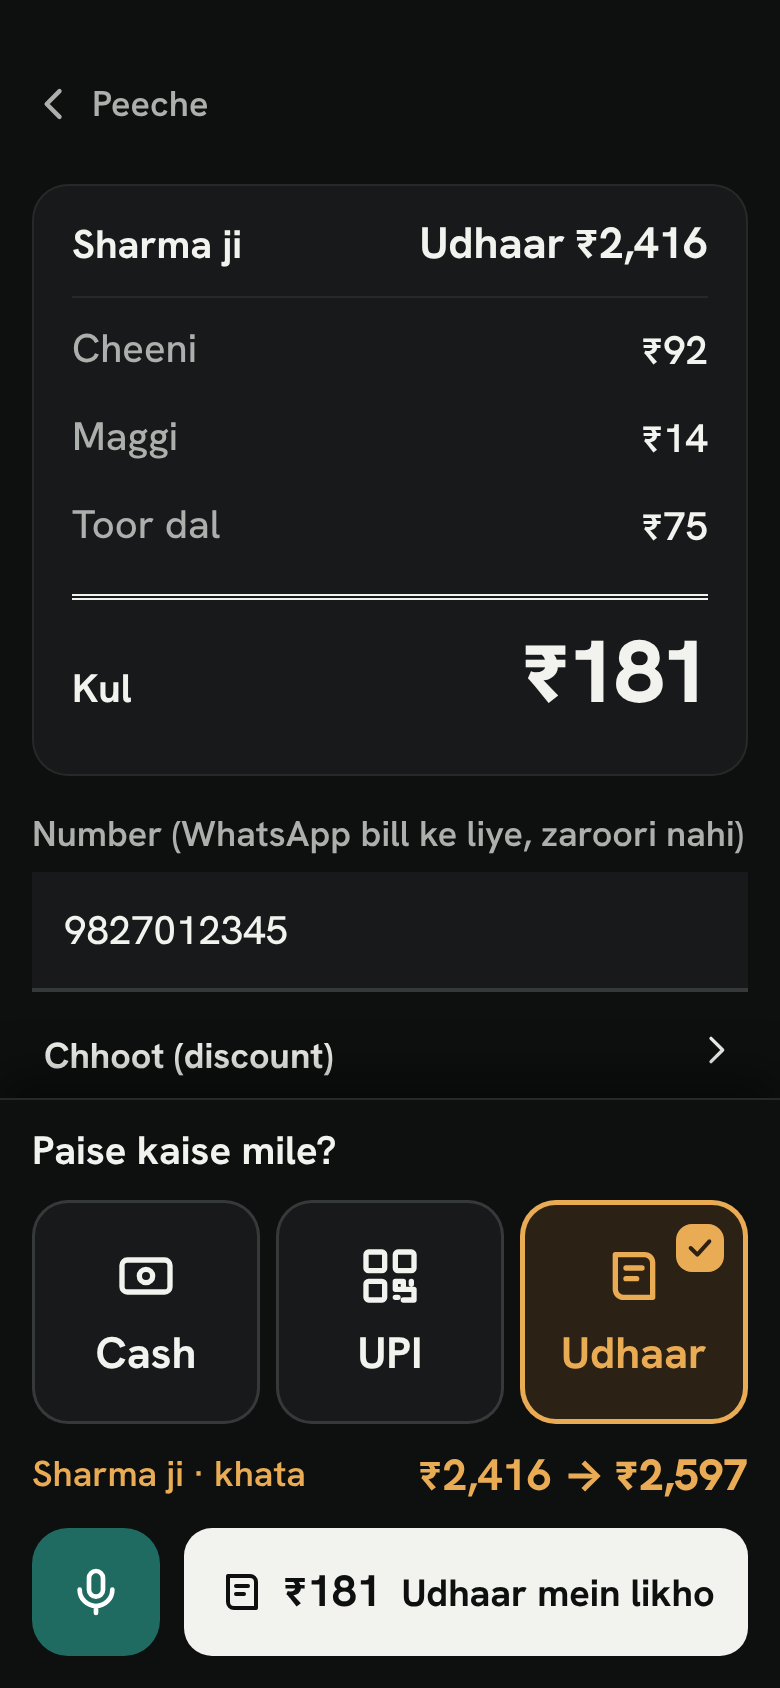 Peeche
Sharma ji Udhaar ₹2,416
Cheeni ₹92
Maggi ₹14
Toor dal ₹75
Kul ₹181
Number (WhatsApp bill ke liye, zaroori nahi)
9827012345
Chhoot (discount)
Paise kaise mile?
Cash UPI Udhaar
Sharma ji · khata ₹2,416 → ₹2,597
₹181 Udhaar mein likho